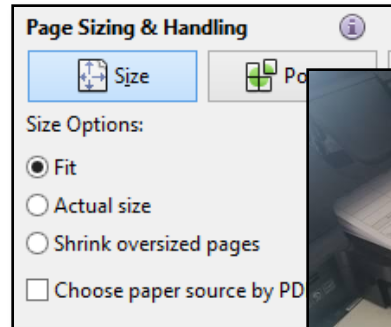 Page Sizing & Handling
Size
Po
Size Options:
Fit
Actual size
Shrink oversized pages
Choose paper source by PD